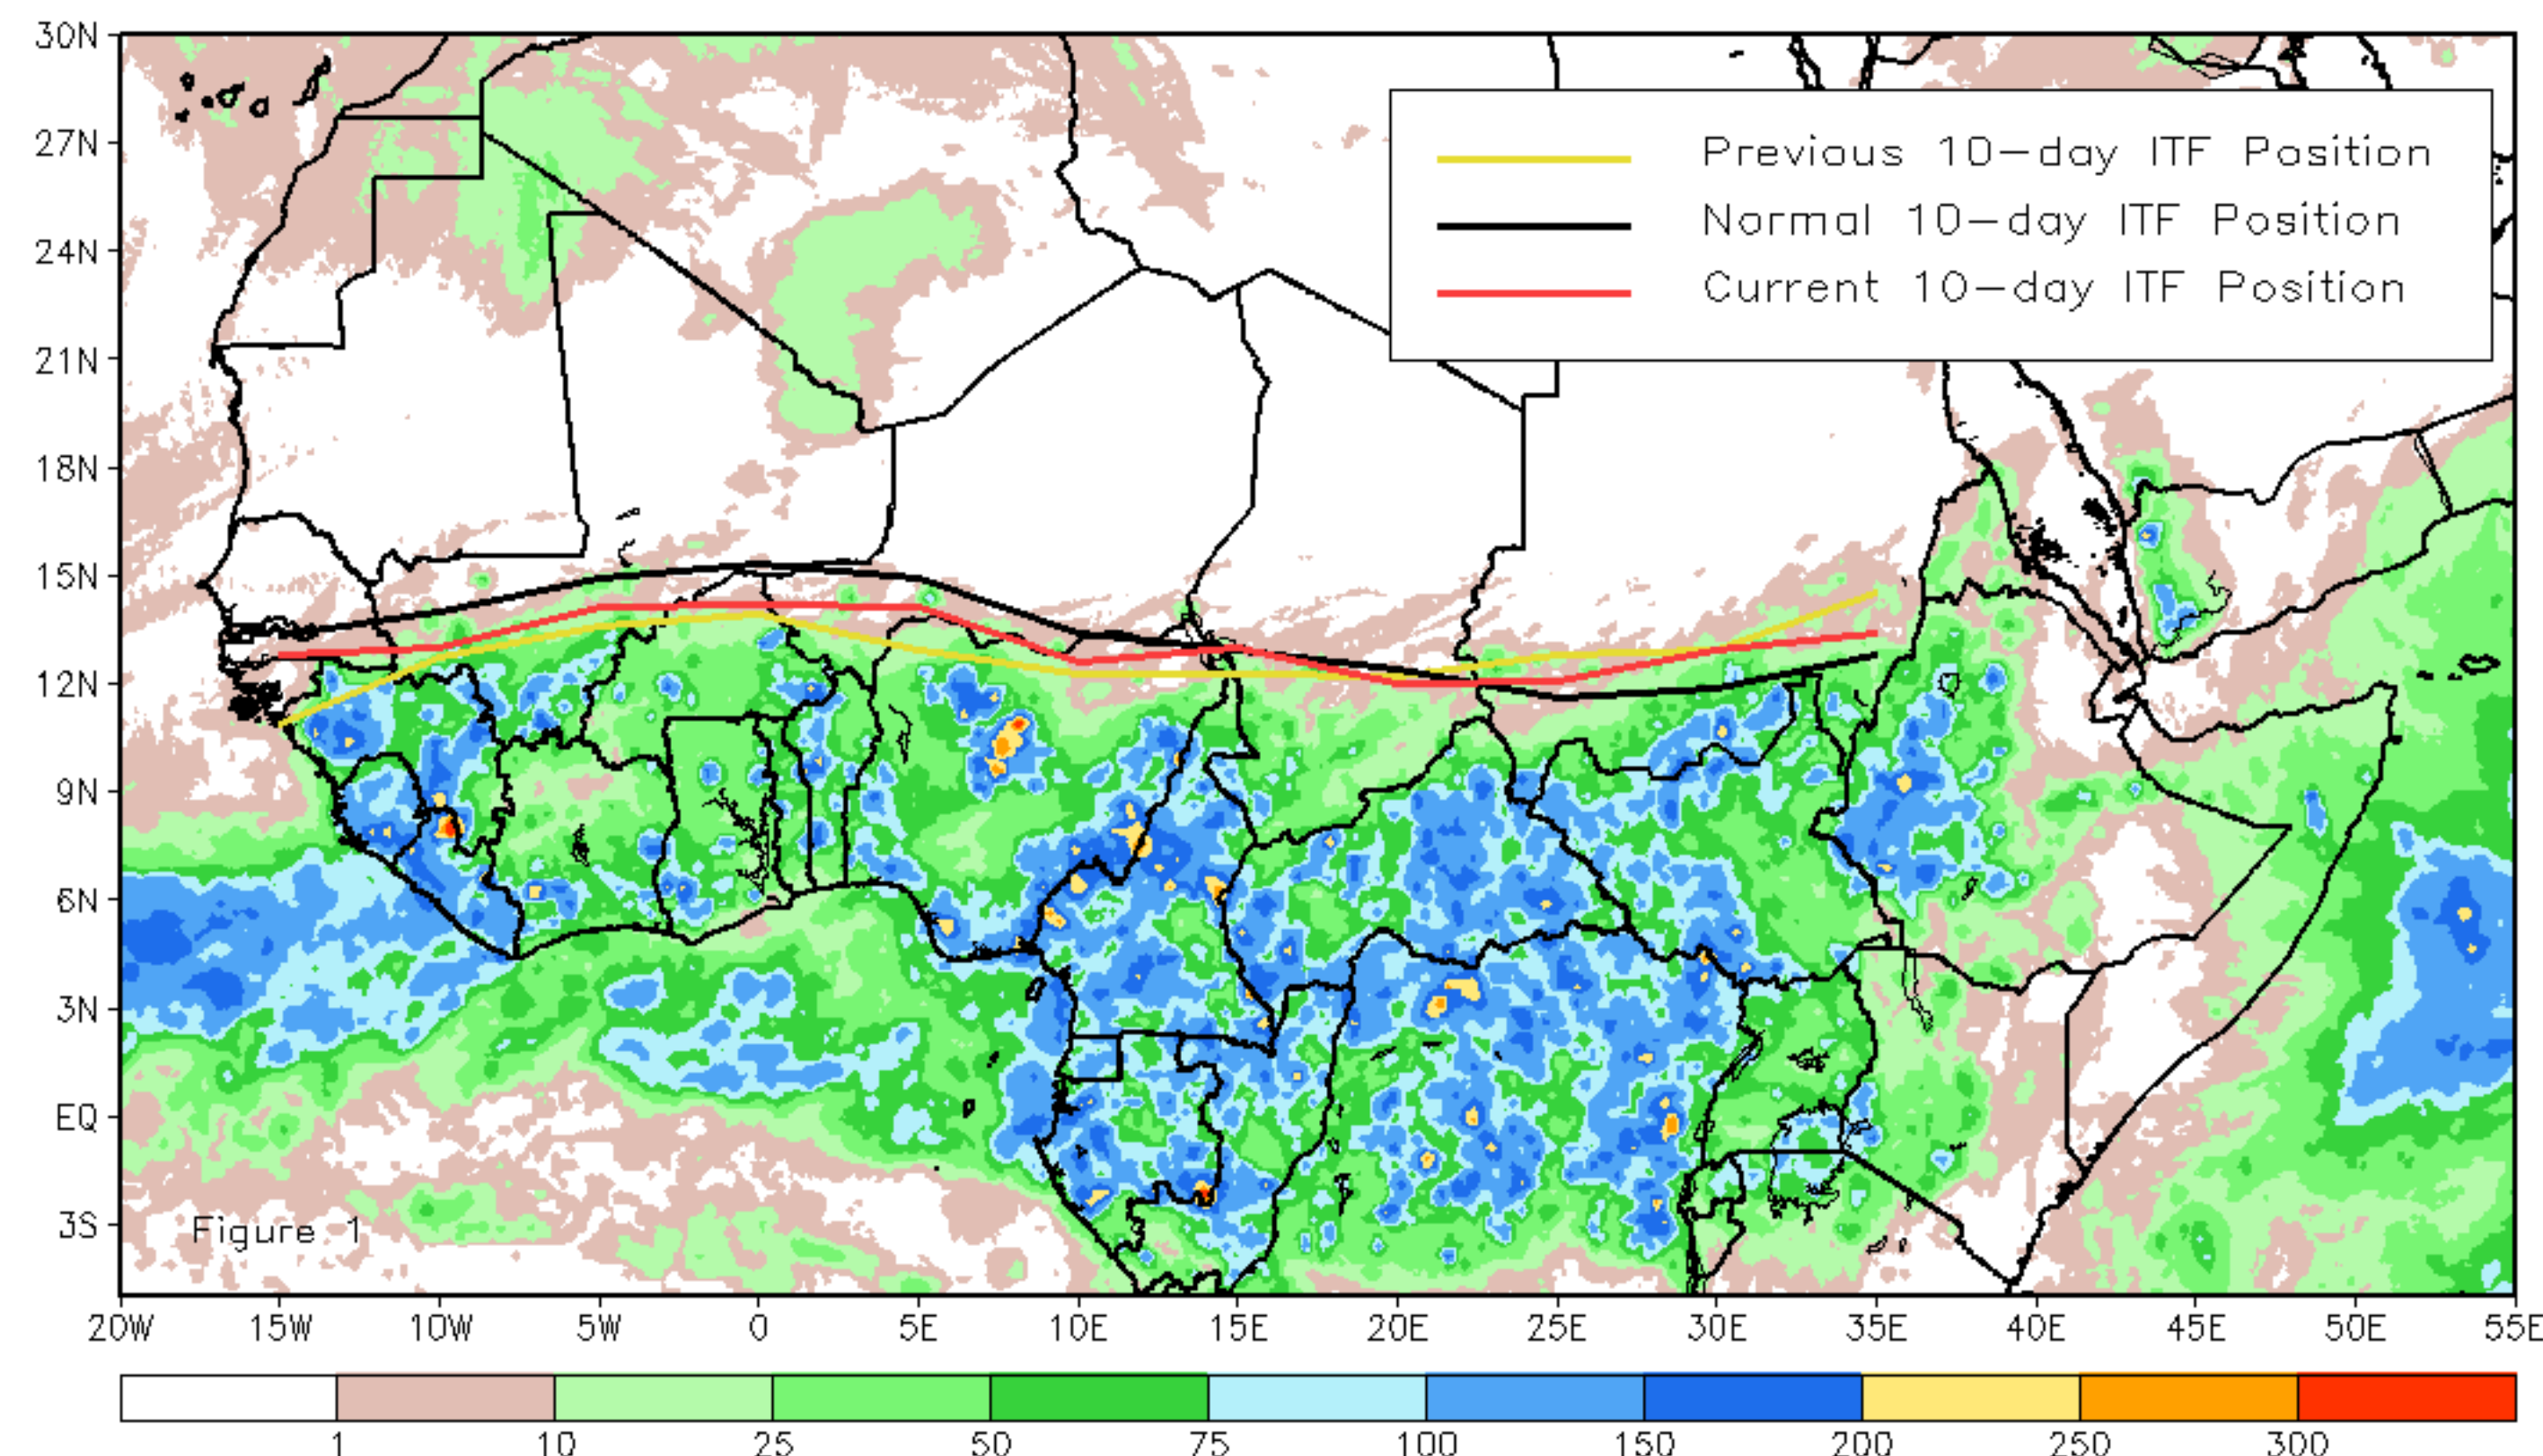 30N
27N
24N
21N
18N
15N
12N
9N
6N
3N
EQ
3S
Previous 10-day ITF Position
Normal 10-day ITF Position
Current 10-day ITF Position
Figure 1
20W 15W 10W 5W 0 5E 10E 15E 20E 25E 30E 35E 40E 45E 50E 55E
1 10 25 50 75 100 150 200 250 300